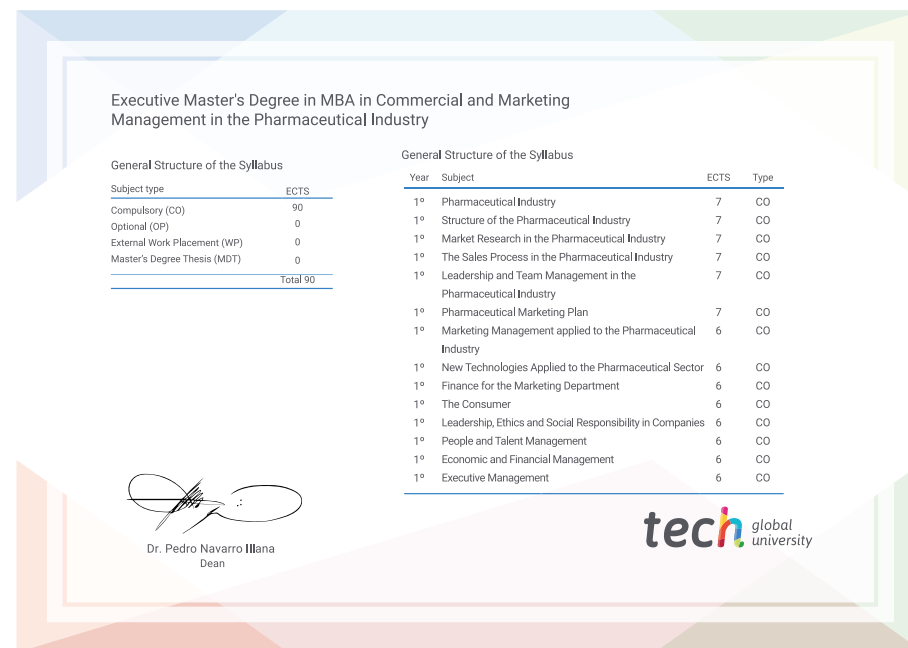 Executive Master's Degree in MBA in Commercial and Marketing
Management in the Pharmaceutical Industry
General Structure of the Syllabus
Subject type ECTS
Compulsory (CO) 90
Optional (OP) 0
External Work Placement (WP) 0
Master's Degree Thesis (MDT) 0
Total 90
General Structure of the Syllabus
Year Subject ECTS Type
1º Pharmaceutical Industry 7 CO
1º Structure of the Pharmaceutical Industry 7 CO
1º Market Research in the Pharmaceutical Industry 7 CO
1º The Sales Process in the Pharmaceutical Industry 7 CO
1º Leadership and Team Management in the 7 CO
Pharmaceutical Industry
1º Pharmaceutical Marketing Plan 7 CO
1º Marketing Management applied to the Pharmaceutical 6 CO
Industry
1º New Technologies Applied to the Pharmaceutical Sector 6 CO
1º Finance for the Marketing Department 6 CO
1º The Consumer 6 CO
1º Leadership, Ethics and Social Responsibility in Companies 6 CO
1º People and Talent Management 6 CO
1º Economic and Financial Management 6 CO
1º Executive Management 6 CO
Dr. Pedro Navarro Illana
Dean
tech global
university